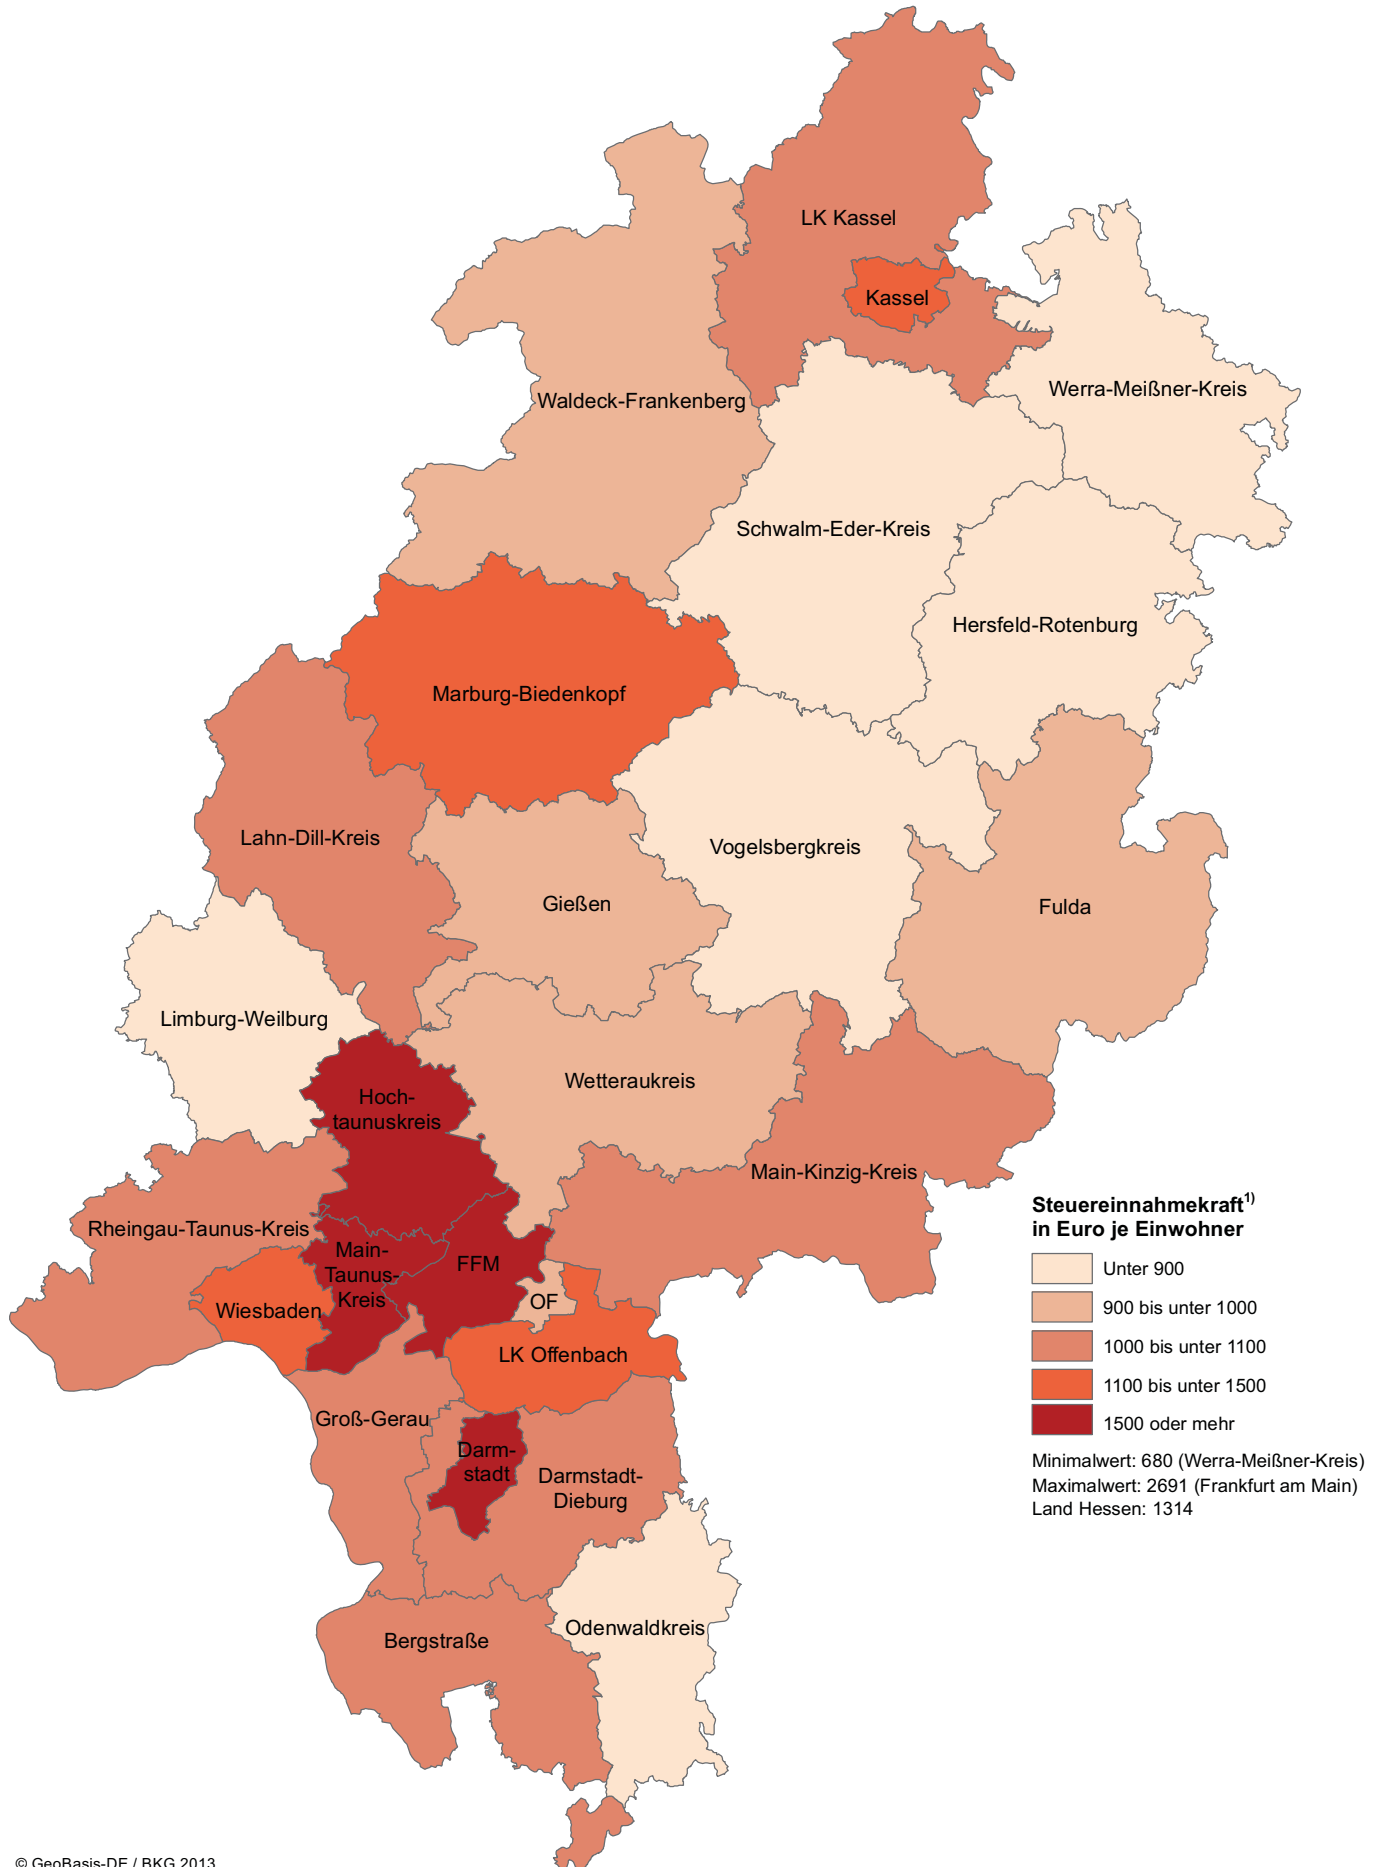 LK Kassel
Kassel
Werra-Meißner-Kreis
Waldeck-Frankenberg
Schwalm-Eder-Kreis
Hersfeld-Rotenburg
Marburg-Biedenkopf
Lahn-Dill-Kreis
Vogelsbergkreis
Gießen
Fulda
Limburg-Weilburg
Wetteraukreis
Hoch-
taunuskreis
Main-Kinzig-Kreis
Rheingau-Taunus-Kreis
Main-
Taunus-
Kreis
FFM
OF
Wiesbaden
LK Offenbach
Groß-Gerau
Darm-
stadt
Darmstadt-
Dieburg
Odenwaldkreis
Bergstraße
Steuereinnahmekraft1)
in Euro je Einwohner
Unter 900
900 bis unter 1000
1000 bis unter 1100
1100 bis unter 1500
1500 oder mehr
Minimalwert: 680 (Werra-Meißner-Kreis)
Maximalwert: 2691 (Frankfurt am Main)
Land Hessen: 1314
© GeoBasis-DE / BKG 2013